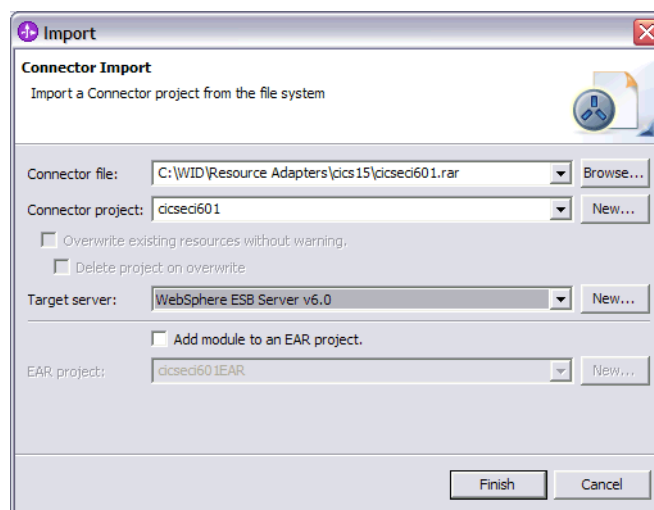 Import
Connector Import
Import a Connector project from the file system
Connector file: C:\WID\Resource Adapters\cics15\cicseci601.rar Browse...
Connector project: cicseci601 New...
Overwrite existing resources without warning.
Delete project on overwrite
Target server: WebSphere ESB Server v6.0 New...
Add module to an EAR project.
EAR project: cicseci601EAR New...
Finish Cancel